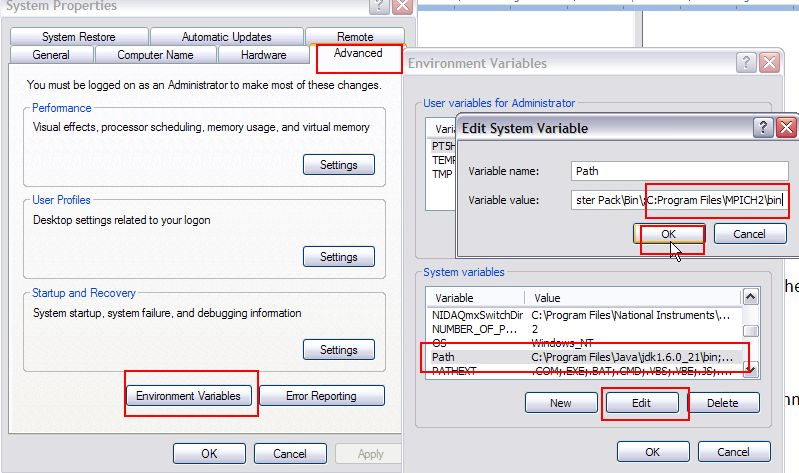 System Properties
System Restore
Automatic Updates
Remote
General
Computer Name
Hardware
Advanced
You must be logged on as an Administrator to make most of these changes.
Performance
Visual effects, processor scheduling, memory usage, and virtual memory
Settings
User Profiles
Desktop settings related to your logon
Settings
Startup and Recovery
System startup, system failure, and debugging information
Settings
Environment Variables
Error Reporting
OK
Cancel
Apply
Environment Variables
User variables for Administrator
Varia
PT5H
TEMP
TMP
Edit System Variable
Variable name:
Path
Variable value:
ster Pack\Bin\;C:Program Files\MPICH2\bin
OK
Cancel
System variables
Variable
Value
NIDAQmxSwitchDir
C:\Program Files\National Instruments\...
NUMBER_OF_P...
2
OS
Windows_NT
Path
C:\Program Files\Java\jdk1.6.0_21\bin;...
PATHEXT
.COM;.EXE;.BAT;.CMD;.VBS;.VBE;.JS;....
New
Edit
Delete
OK
Cancel
he
nm